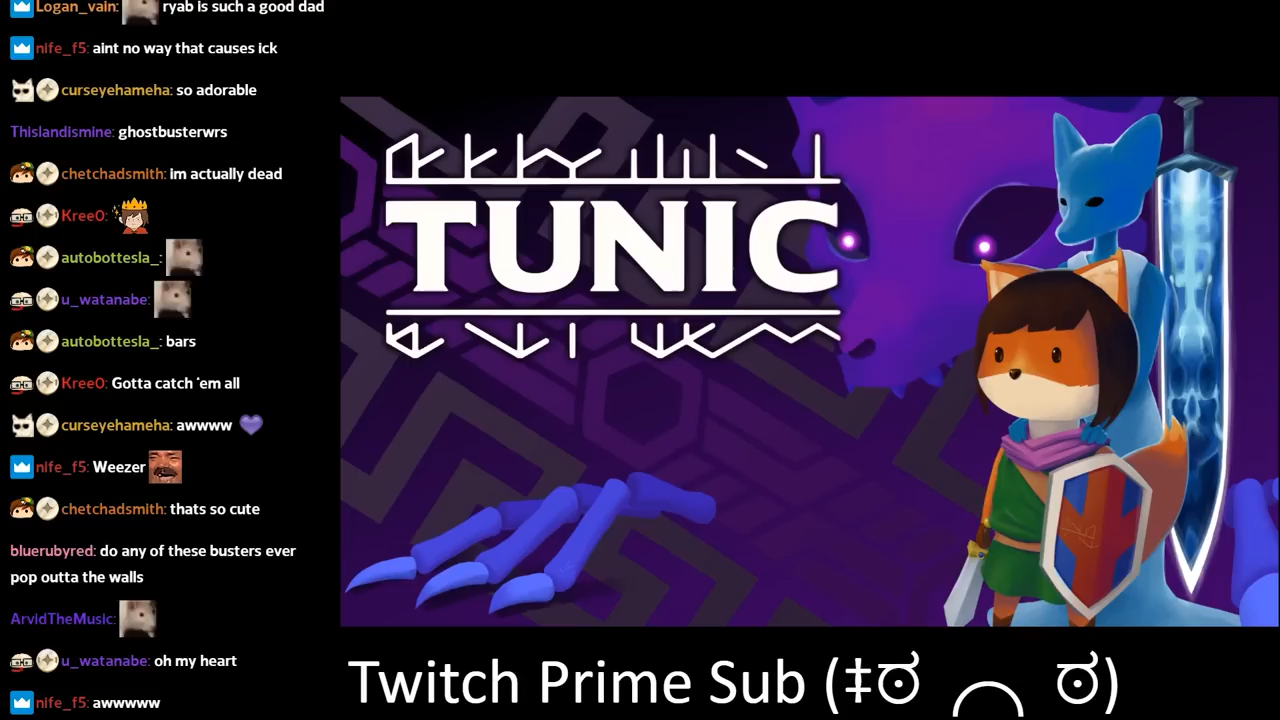 Logan_vain: ryab is such a good dad
nife_f5: aint no way that causes ick
curseyehameha: so adorable
Thislandismine: ghostbusterwrs
chetchadsmith: im actually dead
KreeO:
autobottesla_:
u_watanabe:
autobottesla_: bars
KreeO: Gotta catch 'em all
curseyehameha: awwww
nife_f5: Weezer
chetchadsmith: thats so cute
bluerubyred: do any of these busters ever
pop outta the walls
ArvidTheMusic:
u_watanabe: oh my heart
nife_f5: awwwww
TUNIC
Twitch Prime Sub (‡ಠ ⁀ ಠ)